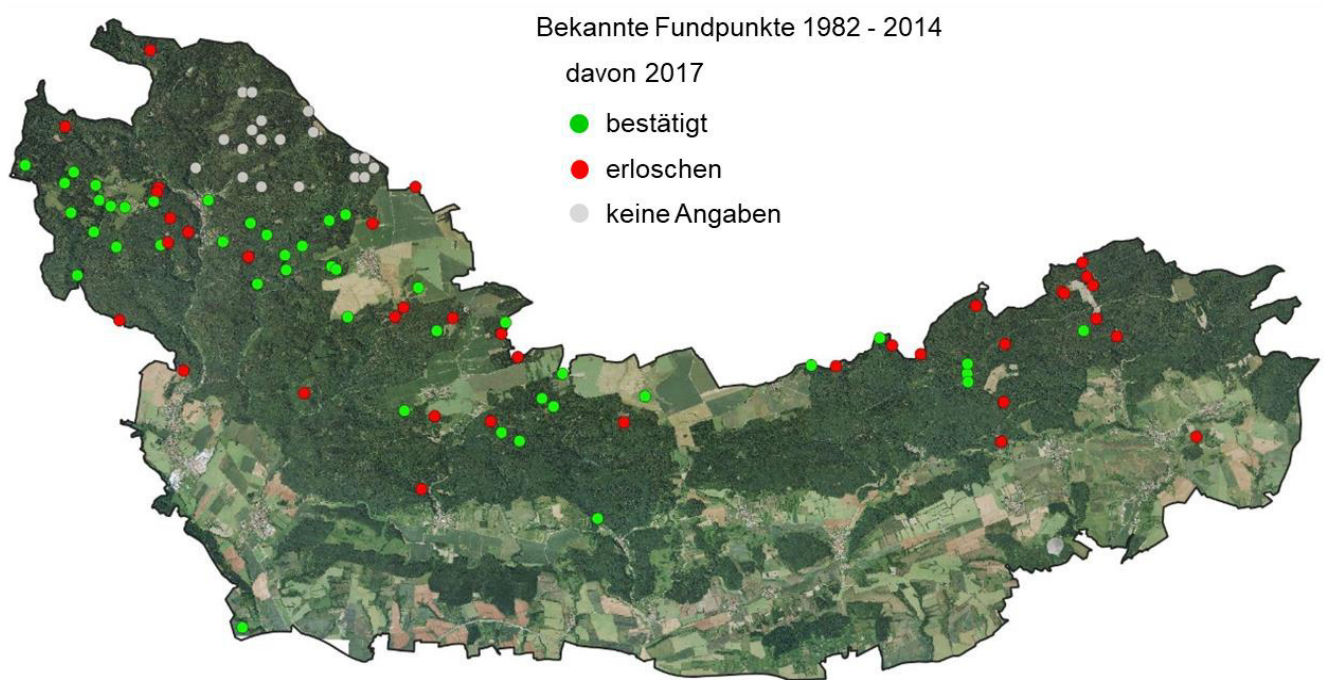 Bekannte Fundpunkte 1982 - 2014
davon 2017
bestätigt
erloschen
keine Angaben